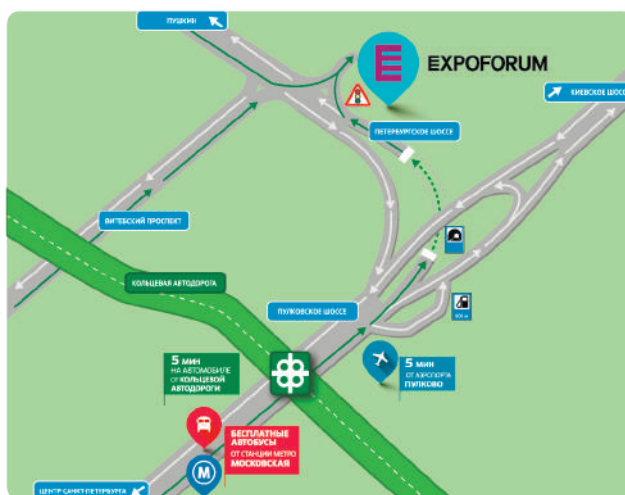 ПУШКИН
EXPOFORUM
КИЕВСКОЕ ШОССЕ
ПЕТЕРБУРГСКОЕ ШОССЕ
ВИТЕБСКИЙ ПРОСПЕКТ
КОЛЬЦЕВАЯ АВТОДОРОГА
ПУЛКОВСКОЕ ШОССЕ
5 МИН
НА АВТОМОБИЛЕ
ОТ КОЛЬЦЕВОЙ
АВТОДОРОГИ
5 МИН
ОТ АЭРОПОРТА
ПУЛКОВО
БЕСПЛАТНЫЕ
АВТОБУСЫ
ОТ СТАНЦИИ МЕТРО
МОСКОВСКАЯ
М
ЦЕНТР САНКТ-ПЕТЕРБУРГА